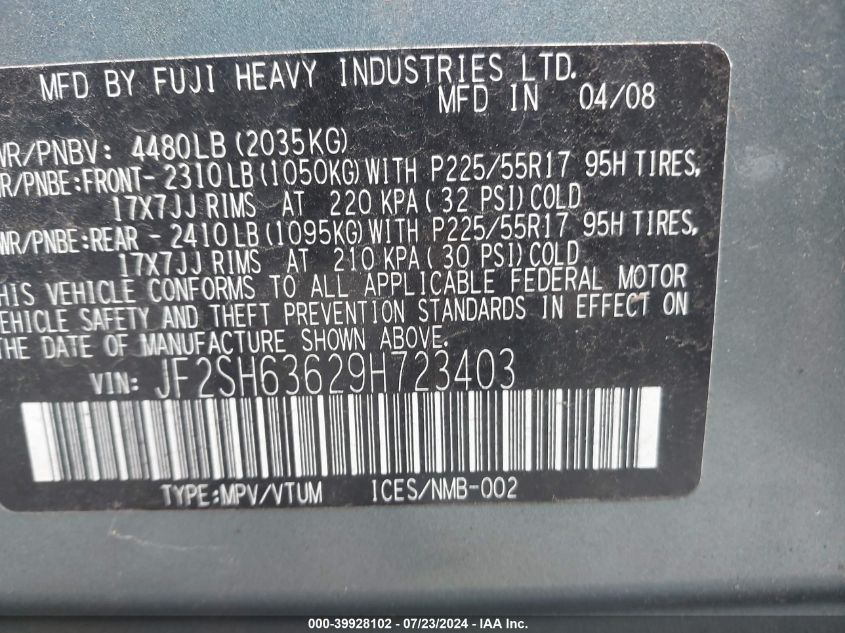 MFD BY FUJI HEAVY INDUSTRIES LTD.
MFD IN 04/08
WR/PNBV: 4480LB (2035KG)
WR/PNBE:FRONT- 2310LB (1050KG) WITH P225/55R17 95H TIRES,
17X7JJ RIMS AT 220 KPA ( 32 PSI) COLD
WR/PNBE:REAR - 2410LB (1095KG) WITH P225/55R17 95H TIRES,
17X7JJ RIMS AT 210 KPA ( 30 PSI) COLD
HIS VEHICLE CONFORMS TO ALL APPLICABLE FEDERAL MOTOR
EHICLE SAFETY AND THEFT PREVENTION STANDARDS IN EFFECT ON
THE DATE OF MANUFACTURE SHOWN ABOVE.
VIN: JF2SH63629H723403
TYPE:MPV/VTUM ICES/NMB-002
000-39928102 - 07/23/2024 - IAA Inc.